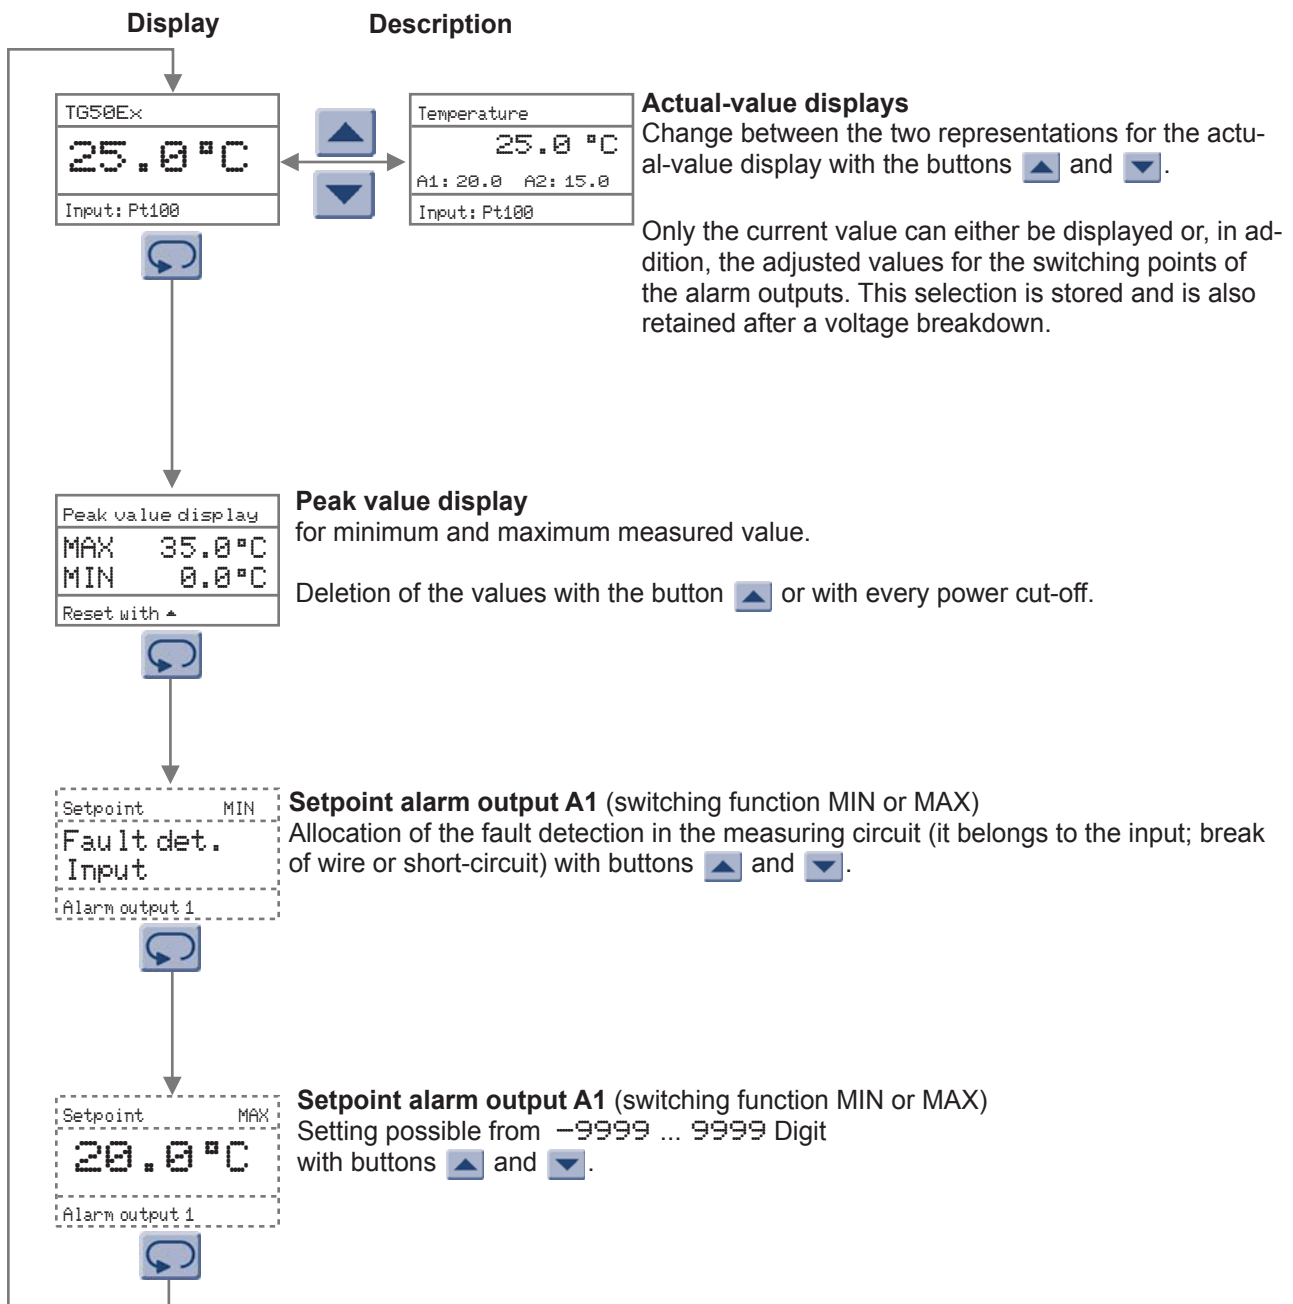 Display
Description
TG50Ex
25.0°C
Input: Pt100
Temperature
25.0 °C
A1: 20.0 A2: 15.0
Input: Pt100
Actual-value displays
Change between the two representations for the actu-
al-value display with the buttons ▲ and ▼.
Only the current value can either be displayed or, in ad-
dition, the adjusted values for the switching points of
the alarm outputs. This selection is stored and is also
retained after a voltage breakdown.
Peak value display
MAX 35.0°C
MIN 0.0°C
Reset with ▲
Peak value display
for minimum and maximum measured value.
Deletion of the values with the button ▲ or with every power cut-off.
Setpoint MIN
Fault det.
Input
Alarm output 1
Setpoint alarm output A1 (switching function MIN or MAX)
Allocation of the fault detection in the measuring circuit (it belongs to the input; break
of wire or short-circuit) with buttons ▲ and ▼.
Setpoint MAX
20.0°C
Alarm output 1
Setpoint alarm output A1 (switching function MIN or MAX)
Setting possible from −9999 ... 9999 Digit
with buttons ▲ and ▼.